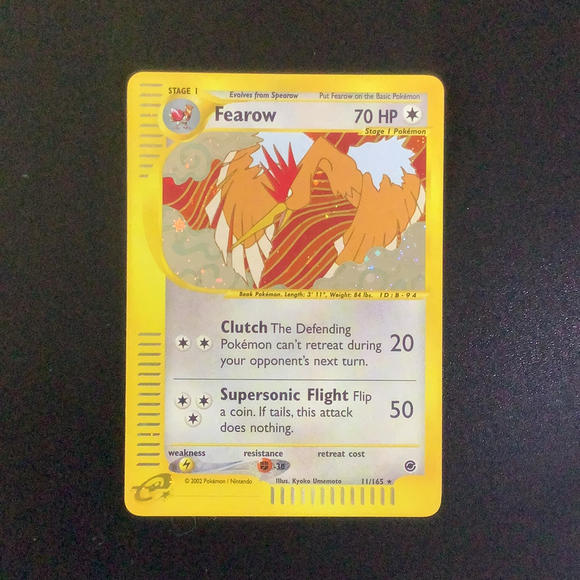 STAGE 1
Evolves from Spearow
Put Fearow on the Basic Pokémon
Fearow
70 HP
Stage 1 Pokémon
Beak Pokémon. Length: 3' 11", Weight: 84 lbs. ID: B - 94
Clutch The Defending
Pokémon can't retreat during
your opponent's next turn.
20
Supersonic Flight Flip
a coin. If tails, this attack
does nothing.
50
weakness
resistance
retreat cost
-30
© 2002 Pokémon / Nintendo
Illus. Kyoko Umemoto
11/165